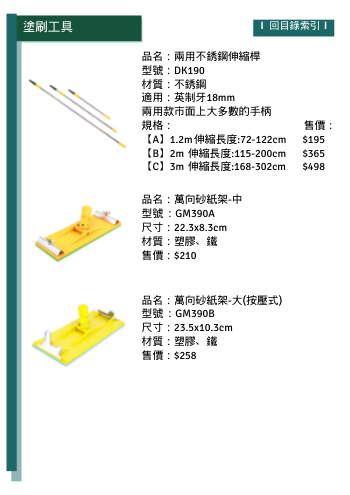 塗刷工具
I 回目錄索引 I
品名：兩用不銹鋼伸縮桿
型號：DK190
材質：不銹鋼
適用：英制牙18mm
兩用款市面上大多數的手柄
規格： 售價：
【A】1.2m 伸縮長度:72-122cm $195
【B】2m 伸縮長度:115-200cm $365
【C】3m 伸縮長度:168-302cm $498
品名：萬向砂紙架-中
型號：GM390A
尺寸：22.3x8.3cm
材質：塑膠、鐵
售價：$210
品名：萬向砂紙架-大(按壓式)
型號：GM390B
尺寸：23.5x10.3cm
材質：塑膠、鐵
售價：$258